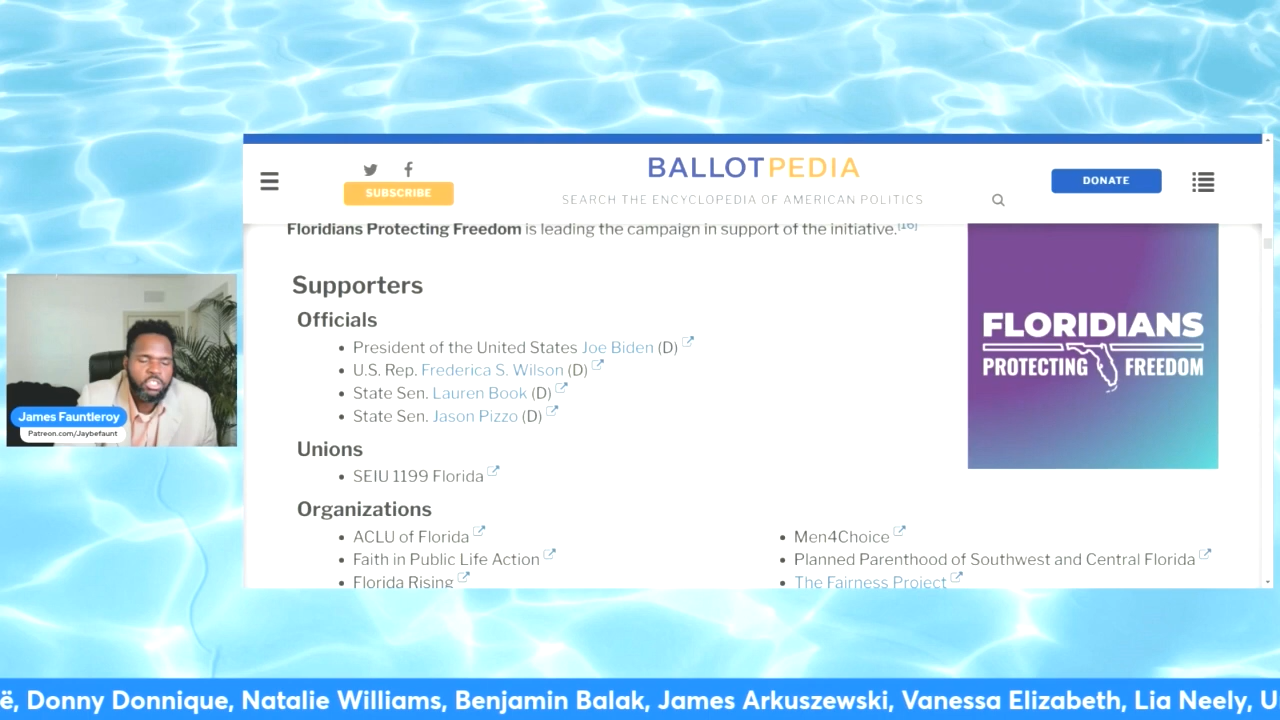 BALLOTPEDIA
SUBSCRIBE
SEARCH THE ENCYCLOPEDIA OF AMERICAN POLITICS
DONATE
Floridians Protecting Freedom is leading the campaign in support of the initiative.[16]
Supporters
Officials
• President of the United States Joe Biden (D)
• U.S. Rep. Frederica S. Wilson (D)
• State Sen. Lauren Book (D)
• State Sen. Jason Pizzo (D)
Unions
• SEIU 1199 Florida
Organizations
• ACLU of Florida
• Faith in Public Life Action
• Florida Rising
• Men4Choice
• Planned Parenthood of Southwest and Central Florida
• The Fairness Project
FLORIDIANS
PROTECTING FREEDOM
James Fauntleroy
Patreon.com/Jaybefaunt
ë, Donny Donnique, Natalie Williams, Benjamin Balak, James Arkuszewski, Vanessa Elizabeth, Lia Neely, U